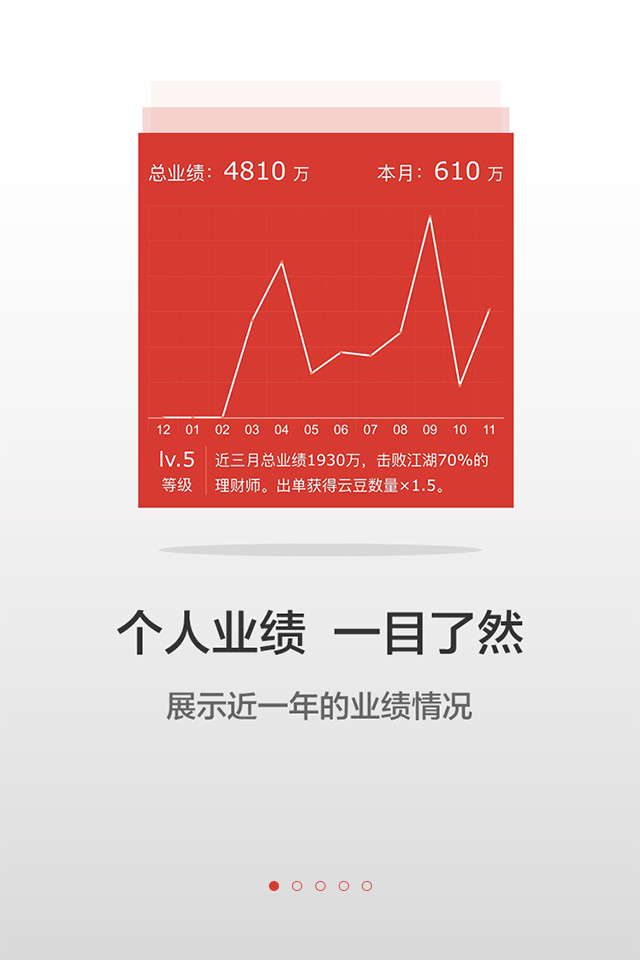 总业绩：4810 万 本月：610 万
12 01 02 03 04 05 06 07 08 09 10 11
lv.5
等级
近三月总业绩1930万，击败江湖70%的
理财师。出单获得云豆数量×1.5。
个人业绩 一目了然
展示近一年的业绩情况